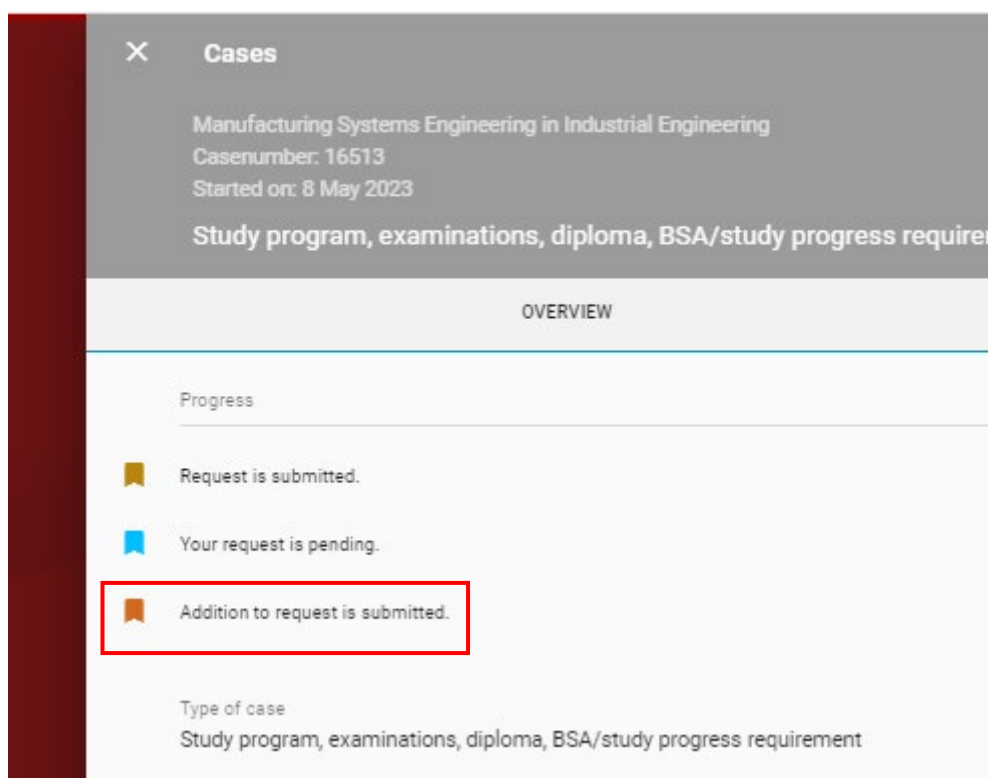 Cases
Manufacturing Systems Engineering in Industrial Engineering
Casenumber: 16513
Started on: 8 May 2023
Study program, examinations, diploma, BSA/study progress
OVERVIEW
Progress
Request is submitted.
Your request is pending.
Addition to request is submitted.
Type of case
Study program, examinations, diploma, BSA/study progress requirement